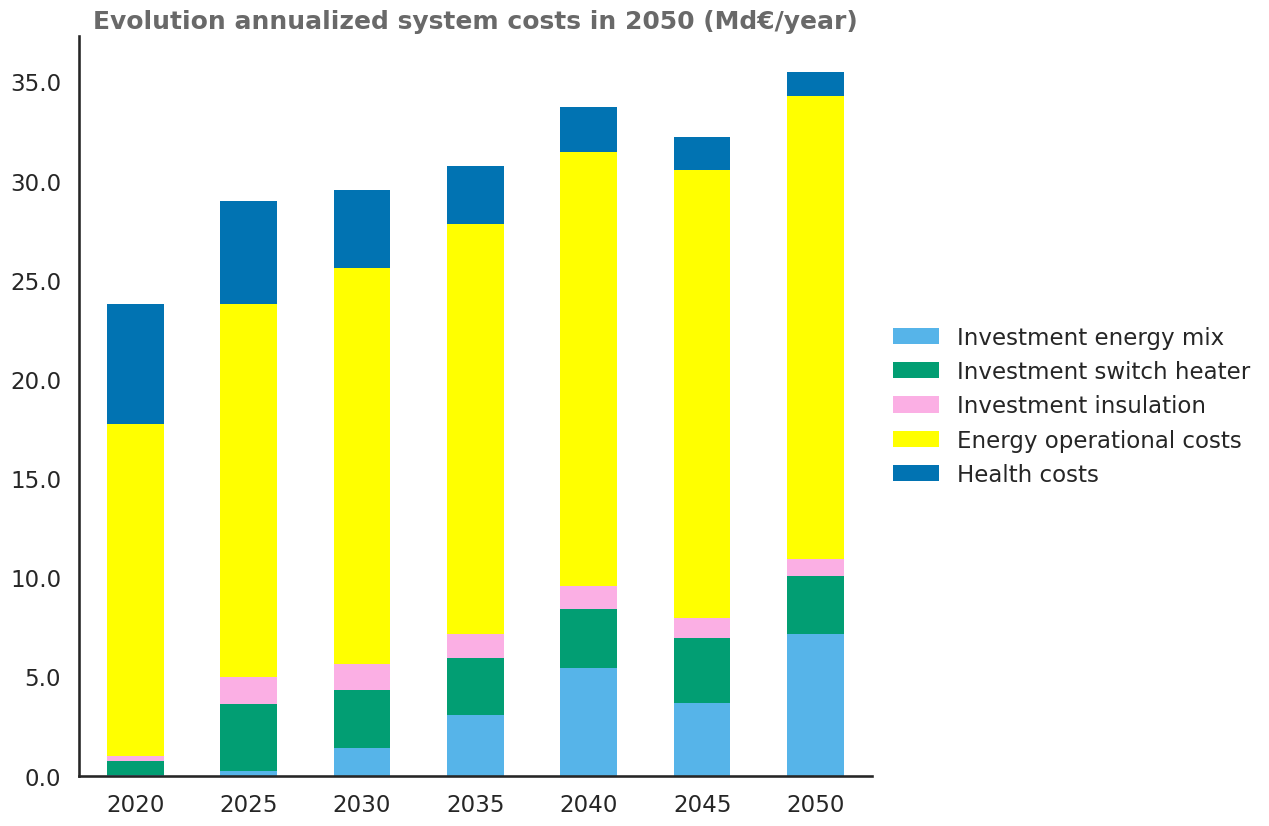 Evolution annualized system costs in 2050 (Md€/year)
35.0
30.0
25.0
20.0
15.0
10.0
5.0
0.0
2020 2025 2030 2035 2040 2045 2050
Investment energy mix
Investment switch heater
Investment insulation
Energy operational costs
Health costs